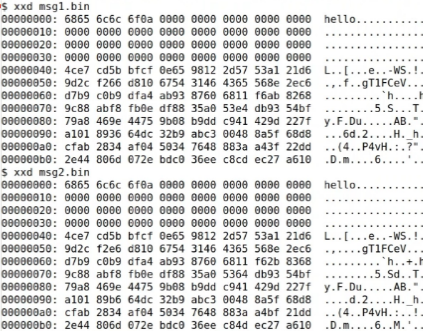 $ xxd msg1.bin
00000000: 6865 6c6c 6f0a 0000 0000 0000 0000 0000 hello...........
00000010: 0000 0000 0000 0000 0000 0000 0000 0000 ................
00000020: 0000 0000 0000 0000 0000 0000 0000 0000 ................
00000030: 0000 0000 0000 0000 0000 0000 0000 0000 ................
00000040: 4ce7 cd5b bfcf 0e65 9812 2d57 53a1 21d6 L..[...e..-WS.!.
00000050: 9d2c f266 d810 6754 3146 4365 568e 2ec6 .,.f..gT1FCeV...
00000060: d7b9 c0b9 dfa4 ab93 8760 6811 f6ab 8268 .........`h....h
00000070: 9c88 abf8 fb0e df88 35a0 53e4 db93 54bf ........5.S...T.
00000080: 79a8 469e 4475 9b08 b9dd c941 429d 227f y.F.Du.....AB.".
00000090: a101 8936 64dc 32b9 abc3 0048 8a5f 68d8 ...6d.2....H._h.
000000a0: cfab 2834 af04 5034 7648 883a a43f 22dd ..(4..P4vH.:.?".
000000b0: 2e44 806d 072e bdc0 36ee c8cd ec27 a610 .D.m....6....'..
$ xxd msg2.bin
00000000: 6865 6c6c 6f0a 0000 0000 0000 0000 0000 hello...........
00000010: 0000 0000 0000 0000 0000 0000 0000 0000 ................
00000020: 0000 0000 0000 0000 0000 0000 0000 0000 ................
00000030: 0000 0000 0000 0000 0000 0000 0000 0000 ................
00000040: 4ce7 cd5b bfcf 0e65 9812 2d57 53a1 21d6 L..[...e..-WS.!.
00000050: 9d2c f2e6 d810 6754 3146 4365 568e 2ec6 .,....gT1FCeV...
00000060: d7b9 c0b9 dfa4 ab93 8760 6811 f62b 8368 .........`h..+.h
00000070: 9c88 abf8 fb0e df88 35a0 5364 db93 54bf ........5.Sd..T.
00000080: 79a8 469e 4475 9b08 b9dd c941 429d 227f y.F.Du.....AB.".
00000090: a101 89b6 64dc 32b9 abc3 0048 8a5f 68d8 ....d.2....H._h.
000000a0: cfab 2834 af04 5034 7648 883a a4bf 21dd ..(4..P4vH.:..!.
000000b0: 2e44 806d 072e bdc0 36ee c84d ec27 a610 .D.m....6..M.'..